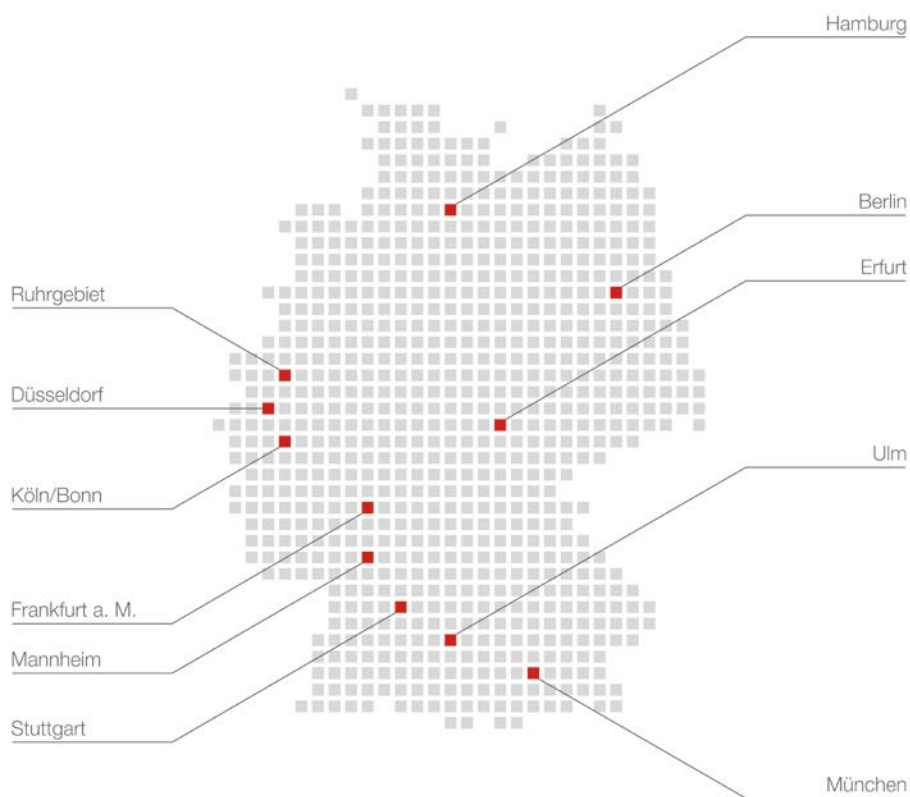 Hamburg
Berlin
Erfurt
Ruhrgebiet
Düsseldorf
Ulm
Köln/Bonn
Frankfurt a. M.
Mannheim
Stuttgart
München